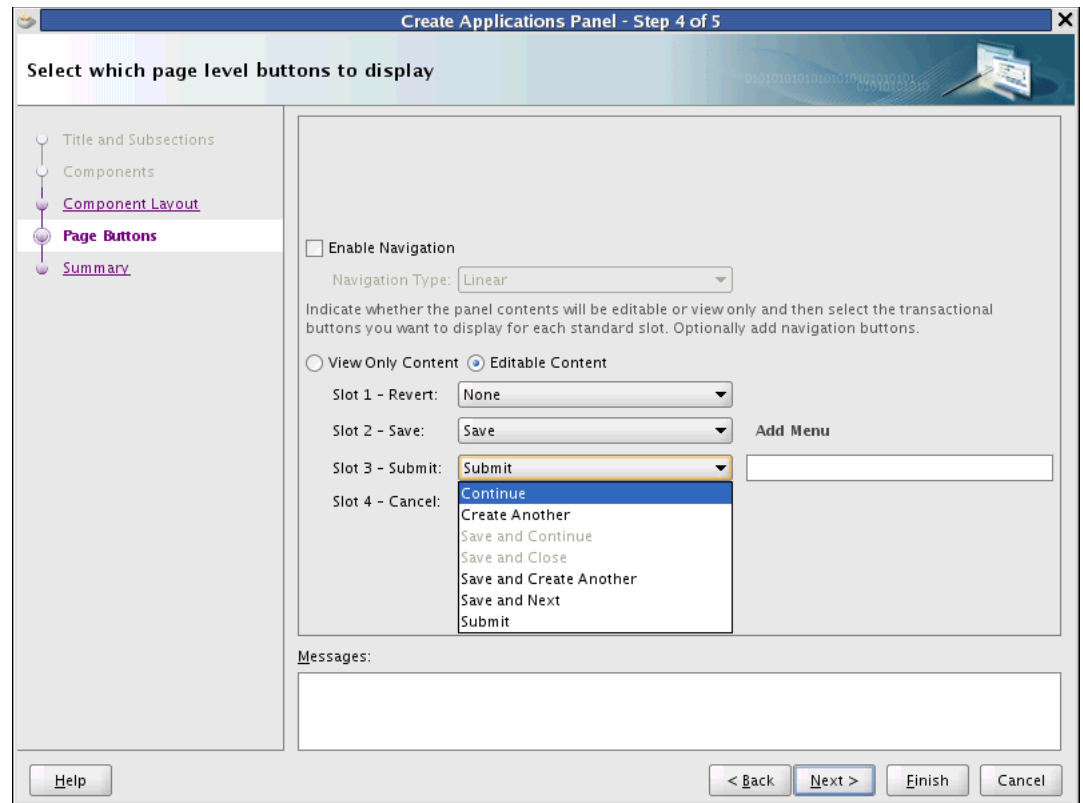 Create Applications Panel - Step 4 of 5
Select which page level buttons to display
Title and Subsections
Components
Component Layout
Page Buttons
Summary
Enable Navigation
Navigation Type: Linear
Indicate whether the panel contents will be editable or view only and then select the transactional
buttons you want to display for each standard slot. Optionally add navigation buttons.
View Only Content Editable Content
Slot 1 - Revert: None
Slot 2 - Save: Save Add Menu
Slot 3 - Submit: Submit
Slot 4 - Cancel:
Continue
Create Another
Save and Continue
Save and Close
Save and Create Another
Save and Next
Submit
Messages:
Help
< Back Next > Finish Cancel